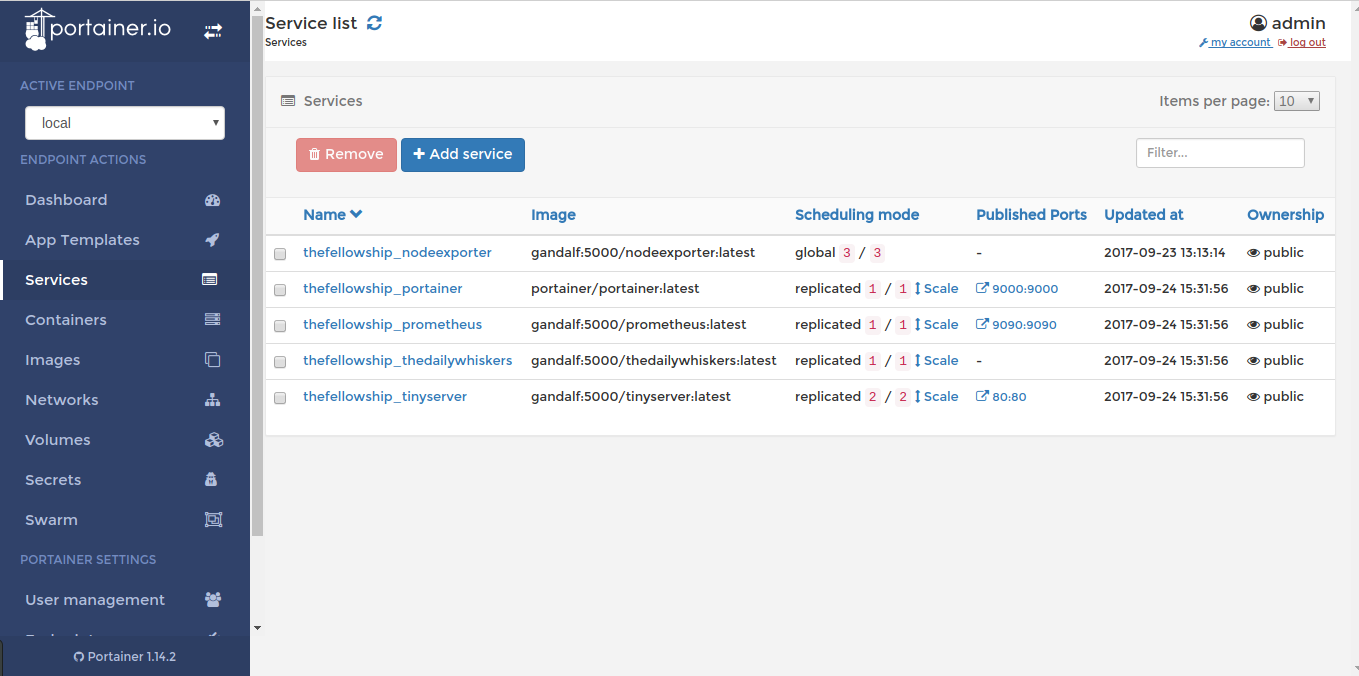 portainer.io
ACTIVE ENDPOINT
local
ENDPOINT ACTIONS
Dashboard
App Templates
Services
Containers
Images
Networks
Volumes
Secrets
Swarm
PORTAINER SETTINGS
User management
Portainer 1.14.2
Service list
Services
admin
my account log out
Services
Items per page: 10
Remove Add service
Filter...
Name Image Scheduling mode Published Ports Updated at Ownership
thefellowship_nodeexporter gandalf:5000/nodeexporter:latest global 3 / 3 - 2017-09-23 13:13:14 public
thefellowship_portainer portainer/portainer:latest replicated 1 / 1 Scale 9000:9000 2017-09-24 15:31:56 public
thefellowship_prometheus gandalf:5000/prometheus:latest replicated 1 / 1 Scale 9090:9090 2017-09-24 15:31:56 public
thefellowship_thedailywhiskers gandalf:5000/thedailywhiskers:latest replicated 1 / 1 Scale - 2017-09-24 15:31:56 public
thefellowship_tinyserver gandalf:5000/tinyserver:latest replicated 2 / 2 Scale 80:80 2017-09-24 15:31:56 public